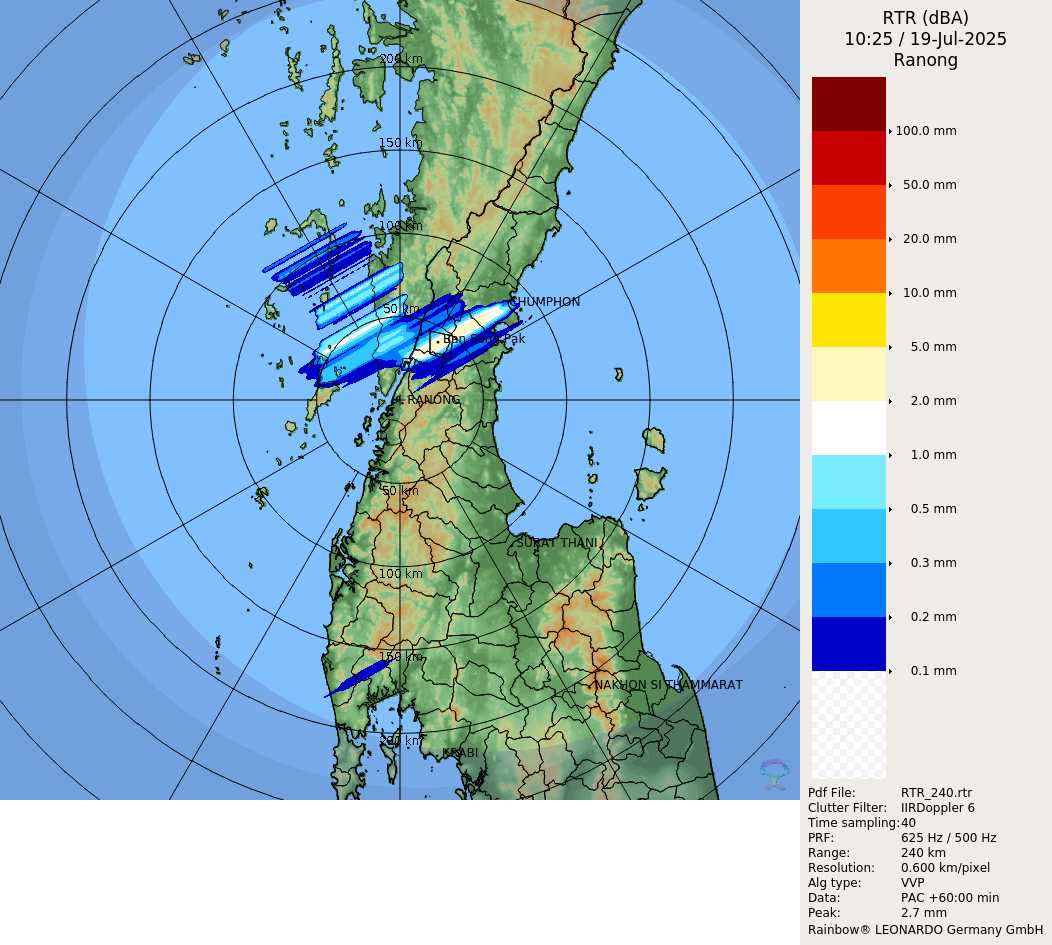 200 km
150 km
100 km
50 km
CHUMPHON
RANONG
50 km
SURAT THANI
100 km
150 km
NAKHON SI THAMMARAT
200 km
KRABI
RTR (dBA)
10:25 / 19-Jul-2025
Ranong
100.0 mm
50.0 mm
20.0 mm
10.0 mm
5.0 mm
2.0 mm
1.0 mm
0.5 mm
0.3 mm
0.2 mm
0.1 mm
Pdf File: RTR_240.rtr
Clutter Filter: IIRDoppler 6
Time sampling:40
PRF: 625 Hz / 500 Hz
Range: 240 km
Resolution: 0.600 km/pixel
Alg type: VVP
Data: PAC +60:00 min
Peak: 2.7 mm
Rainbow® LEONARDO Germany GmbH